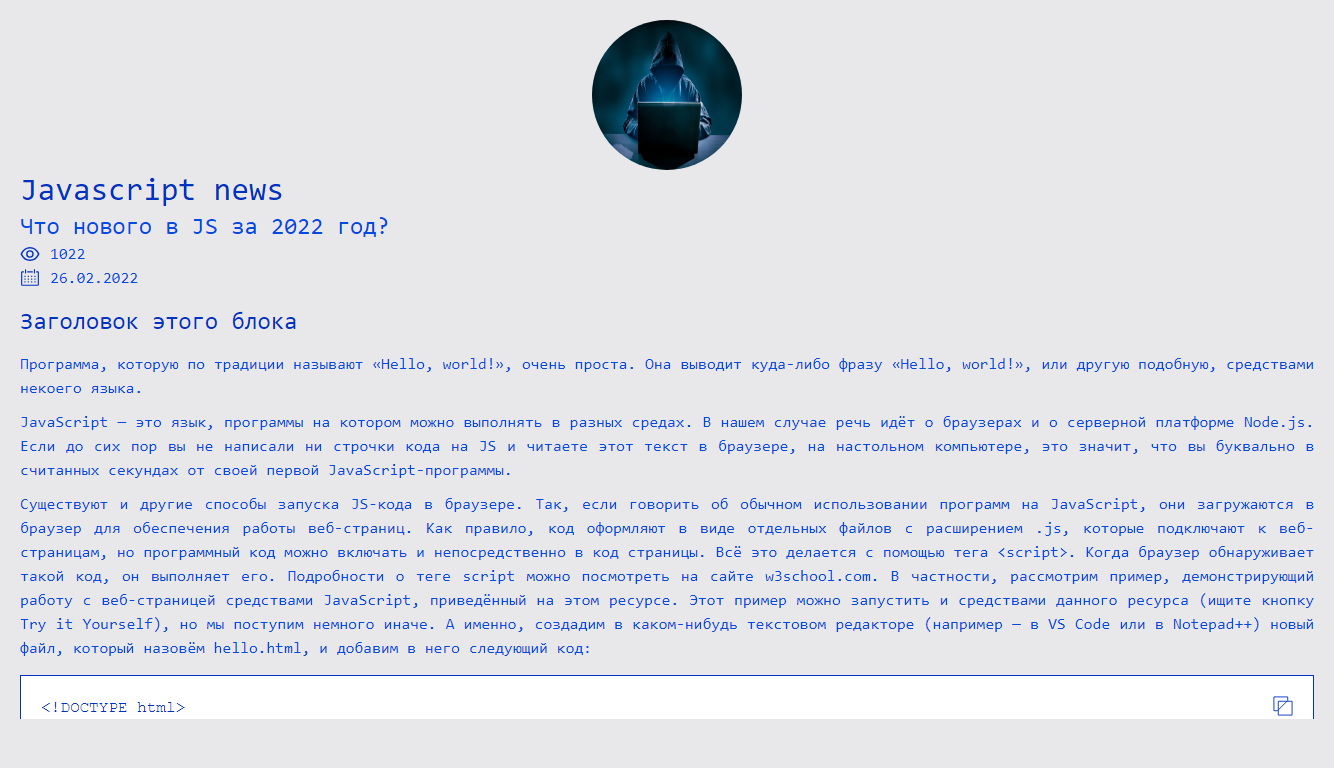 Javascript news
Что нового в JS за 2022 год?
1022
26.02.2022
Заголовок этого блока
Программа, которую по традиции называют «Hello, world!», очень проста. Она выводит куда-либо фразу «Hello, world!», или другую подобную, средствами
некоего языка.
JavaScript — это язык, программы на котором можно выполнять в разных средах. В нашем случае речь идёт о браузерах и о серверной платформе Node.js.
Если до сих пор вы не написали ни строчки кода на JS и читаете этот текст в браузере, на настольном компьютере, это значит, что вы буквально в
считанных секундах от своей первой JavaScript-программы.
Существуют и другие способы запуска JS-кода в браузере. Так, если говорить об обычном использовании программ на JavaScript, они загружаются в
браузер для обеспечения работы веб-страниц. Как правило, код оформляют в виде отдельных файлов с расширением .js, которые подключают к веб-
страницам, но программный код можно включать и непосредственно в код страницы. Всё это делается с помощью тега <script>. Когда браузер обнаруживает
такой код, он выполняет его. Подробности о теге script можно посмотреть на сайте w3school.com. В частности, рассмотрим пример, демонстрирующий
работу с веб-страницей средствами JavaScript, приведённый на этом ресурсе. Этот пример можно запустить и средствами данного ресурса (ищите кнопку
Try it Yourself), но мы поступим немного иначе. А именно, создадим в каком-нибудь текстовом редакторе (например — в VS Code или в Notepad++) новый
файл, который назовём hello.html, и добавим в него следующий код:
<!DOCTYPE html>